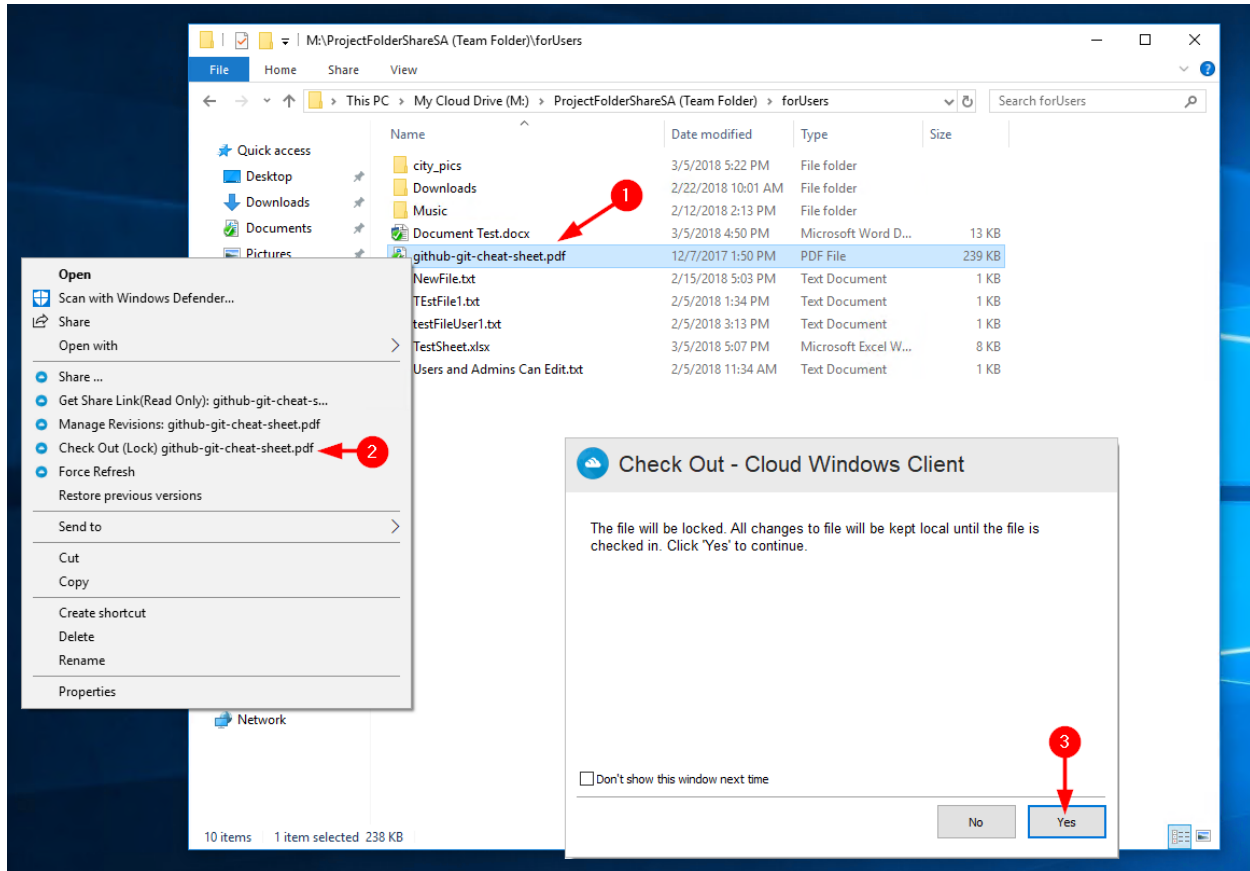 M:\ProjectFolderShareSA (Team Folder)\forUsers
File Home Share View
This PC > My Cloud Drive (M:) > ProjectFolderShareSA (Team Folder) > forUsers Search forUsers
Name Date modified Type Size
Quick access
Desktop
Downloads
Documents
Pictures
Network
city_pics 3/5/2018 5:22 PM File folder
Downloads 2/22/2018 10:01 AM File folder
Music 2/12/2018 2:13 PM File folder
Document Test.docx 3/5/2018 4:50 PM Microsoft Word D... 13 KB
github-git-cheat-sheet.pdf 12/7/2017 1:50 PM PDF File 239 KB
NewFile.txt 2/15/2018 5:03 PM Text Document 1 KB
TEstFile1.txt 2/5/2018 1:34 PM Text Document 1 KB
testFileUser1.txt 2/5/2018 3:13 PM Text Document 1 KB
TestSheet.xlsx 3/5/2018 5:07 PM Microsoft Excel W... 8 KB
Users and Admins Can Edit.txt 2/5/2018 11:34 AM Text Document 1 KB
1
Open
Scan with Windows Defender...
Share
Open with
Share ...
Get Share Link(Read Only): github-git-cheat-s...
Manage Revisions: github-git-cheat-sheet.pdf
Check Out (Lock) github-git-cheat-sheet.pdf
2
Force Refresh
Restore previous versions
Send to
Cut
Copy
Create shortcut
Delete
Rename
Properties
Check Out - Cloud Windows Client
The file will be locked. All changes to file will be kept local until the file is
checked in. Click 'Yes' to continue.
3
Don't show this window next time
No Yes
10 items 1 item selected 238 KB